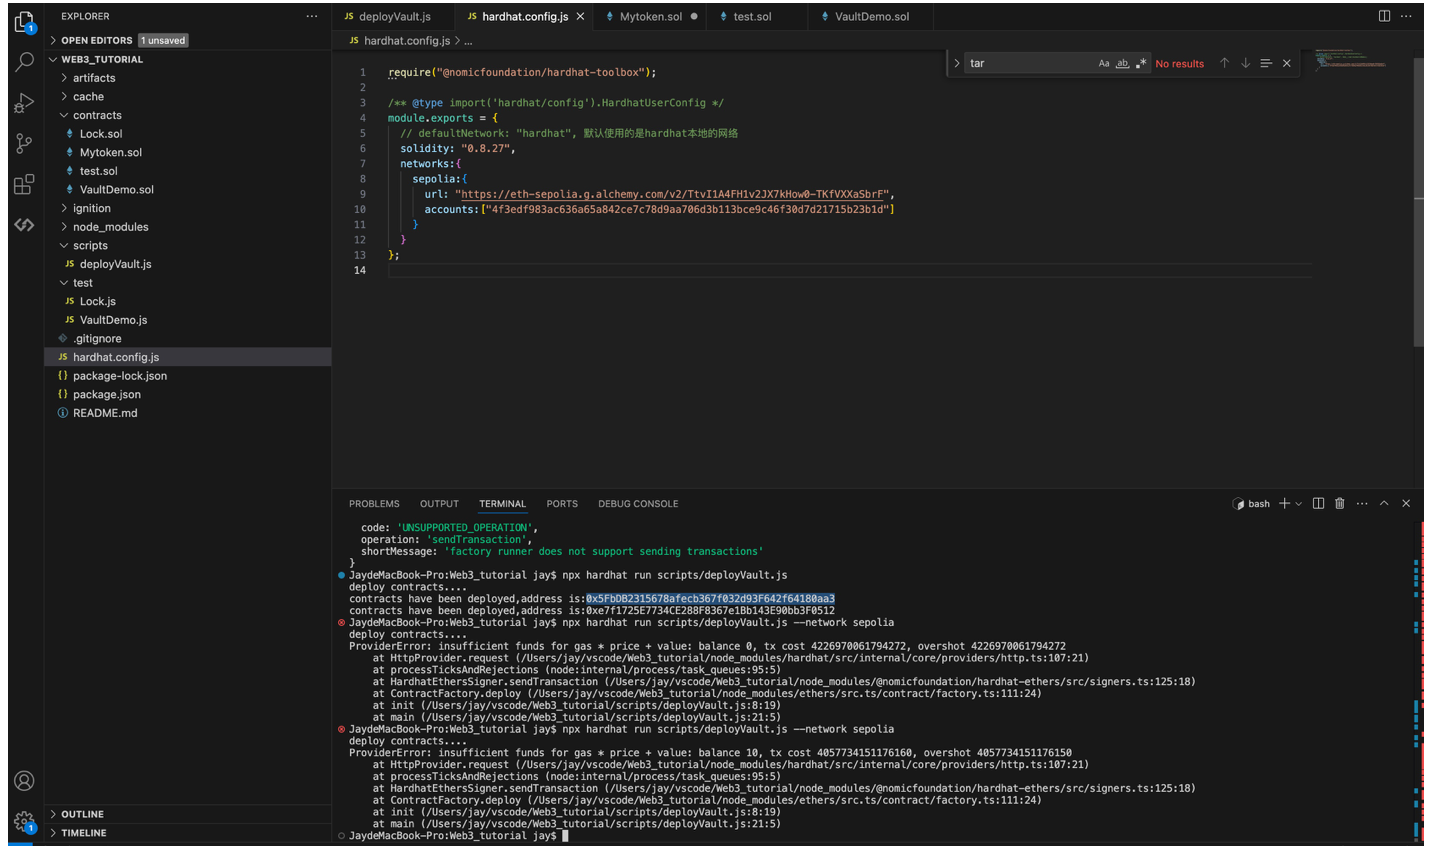 EXPLORER
OPEN EDITORS 1 unsaved
WEB3_TUTORIAL
artifacts
cache
contracts
Lock.sol
Mytoken.sol
test.sol
VaultDemo.sol
ignition
node_modules
scripts
JS deployVault.js
test
JS Lock.js
JS VaultDemo.js
.gitignore
JS hardhat.config.js
{} package-lock.json
{} package.json
README.md
OUTLINE
TIMELINE
1
1
JS deployVault.js
JS hardhat.config.js
Mytoken.sol
test.sol
VaultDemo.sol
JS hardhat.config.js > ...
tar Aa ab No results
1 require("@nomicfoundation/hardhat-toolbox");
2
3 /** @type import('hardhat/config').HardhatUserConfig */
4 module.exports = {
5 // defaultNetwork: "hardhat", 默认使用的是hardhat本地的网络
6 solidity: "0.8.27",
7 networks:{
8 sepolia:{
9 url: "https://eth-sepolia.g.alchemy.com/v2/TtvI1A4FH1v2JX7kHow0-TKfVXXaSbrF",
10 accounts:["4f3edf983ac636a65a842ce7c78d9aa706d3b113bce9c46f30d7d21715b23b1d"]
11 }
12 }
13 };
14
PROBLEMS OUTPUT TERMINAL PORTS DEBUG CONSOLE
bash
code: 'UNSUPPORTED_OPERATION',
operation: 'sendTransaction',
shortMessage: 'factory runner does not support sending transactions'
}
JaydeMacBook-Pro:Web3_tutorial jay$ npx hardhat run scripts/deployVault.js
deploy contracts....
contracts have been deployed,address is:0x5FbDB2315678afecb367f032d93F642f64180aa3
contracts have been deployed,address is:0xe7f1725E7734CE288F8367e1Bb143E90bb3F0512
JaydeMacBook-Pro:Web3_tutorial jay$ npx hardhat run scripts/deployVault.js --network sepolia
deploy contracts....
ProviderError: insufficient funds for gas * price + value: balance 0, tx cost 4226970061794272, overshot 4226970061794272
at HttpProvider.request (/Users/jay/vscode/Web3_tutorial/node_modules/hardhat/src/internal/core/providers/http.ts:107:21)
at processTicksAndRejections (node:internal/process/task_queues:95:5)
at HardhatEthersSigner.sendTransaction (/Users/jay/vscode/Web3_tutorial/node_modules/@nomicfoundation/hardhat-ethers/src/signers.ts:125:18)
at ContractFactory.deploy (/Users/jay/vscode/Web3_tutorial/node_modules/ethers/src.ts/contract/factory.ts:111:24)
at init (/Users/jay/vscode/Web3_tutorial/scripts/deployVault.js:8:19)
at main (/Users/jay/vscode/Web3_tutorial/scripts/deployVault.js:21:5)
JaydeMacBook-Pro:Web3_tutorial jay$ npx hardhat run scripts/deployVault.js --network sepolia
deploy contracts....
ProviderError: insufficient funds for gas * price + value: balance 10, tx cost 4057734151176160, overshot 4057734151176150
at HttpProvider.request (/Users/jay/vscode/Web3_tutorial/node_modules/hardhat/src/internal/core/providers/http.ts:107:21)
at processTicksAndRejections (node:internal/process/task_queues:95:5)
at HardhatEthersSigner.sendTransaction (/Users/jay/vscode/Web3_tutorial/node_modules/@nomicfoundation/hardhat-ethers/src/signers.ts:125:18)
at ContractFactory.deploy (/Users/jay/vscode/Web3_tutorial/node_modules/ethers/src.ts/contract/factory.ts:111:24)
at init (/Users/jay/vscode/Web3_tutorial/scripts/deployVault.js:8:19)
at main (/Users/jay/vscode/Web3_tutorial/scripts/deployVault.js:21:5)
JaydeMacBook-Pro:Web3_tutorial jay$